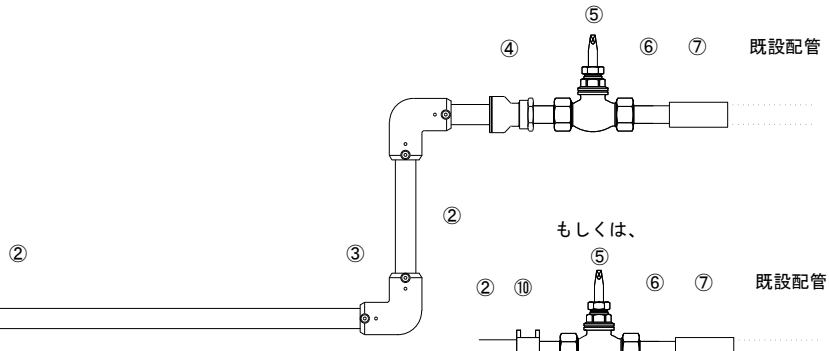 ⑤
④ ⑥ ⑦ 既設配管
②
もしくは、
② ③ ⑤
② ⑩ ⑥ ⑦ 既設配管